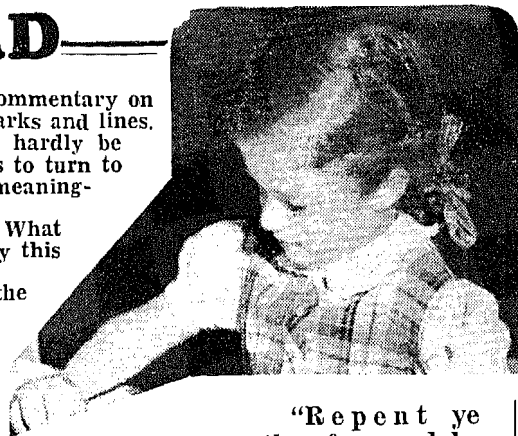 AD
ommentary on
arks and lines.
hardly be
s to turn to
meaning-
What
y this
the
"Repent ye